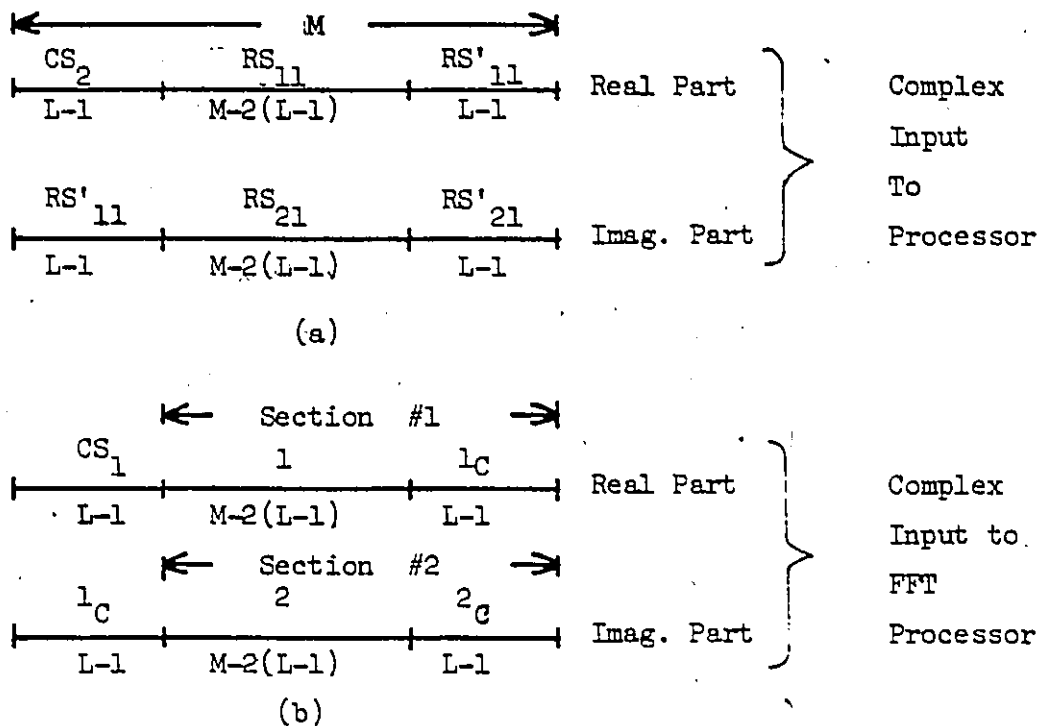 M
CS2 RS11 RS'11 Real Part Complex
L-1 M-2(L-1) L-1 Input
To
RS'11 RS21 RS'21 Imag. Part Processor
L-1 M-2(L-1) L-1
(a)
Section #1
CS1 1 1C Real Part Complex
L-1 M-2(L-1) L-1 Input to
Section #2 FFT
1C 2 2C Imag. Part Processor
L-1 M-2(L-1) L-1
(b)